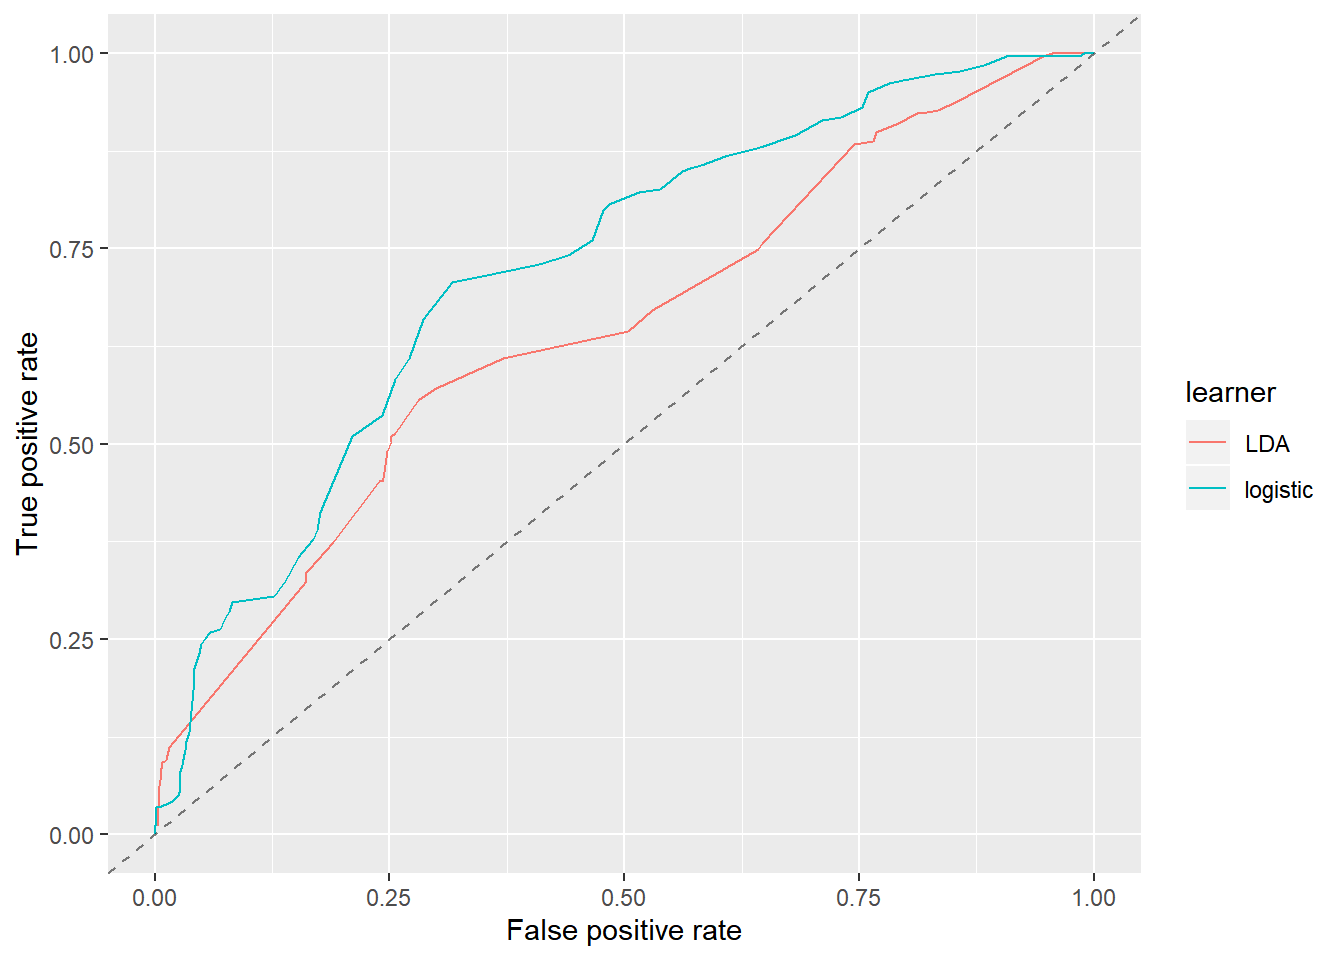 1.00
0.75
0.50
0.25
0.00
True positive rate
0.00 0.25 0.50 0.75 1.00
False positive rate
learner
LDA
logistic